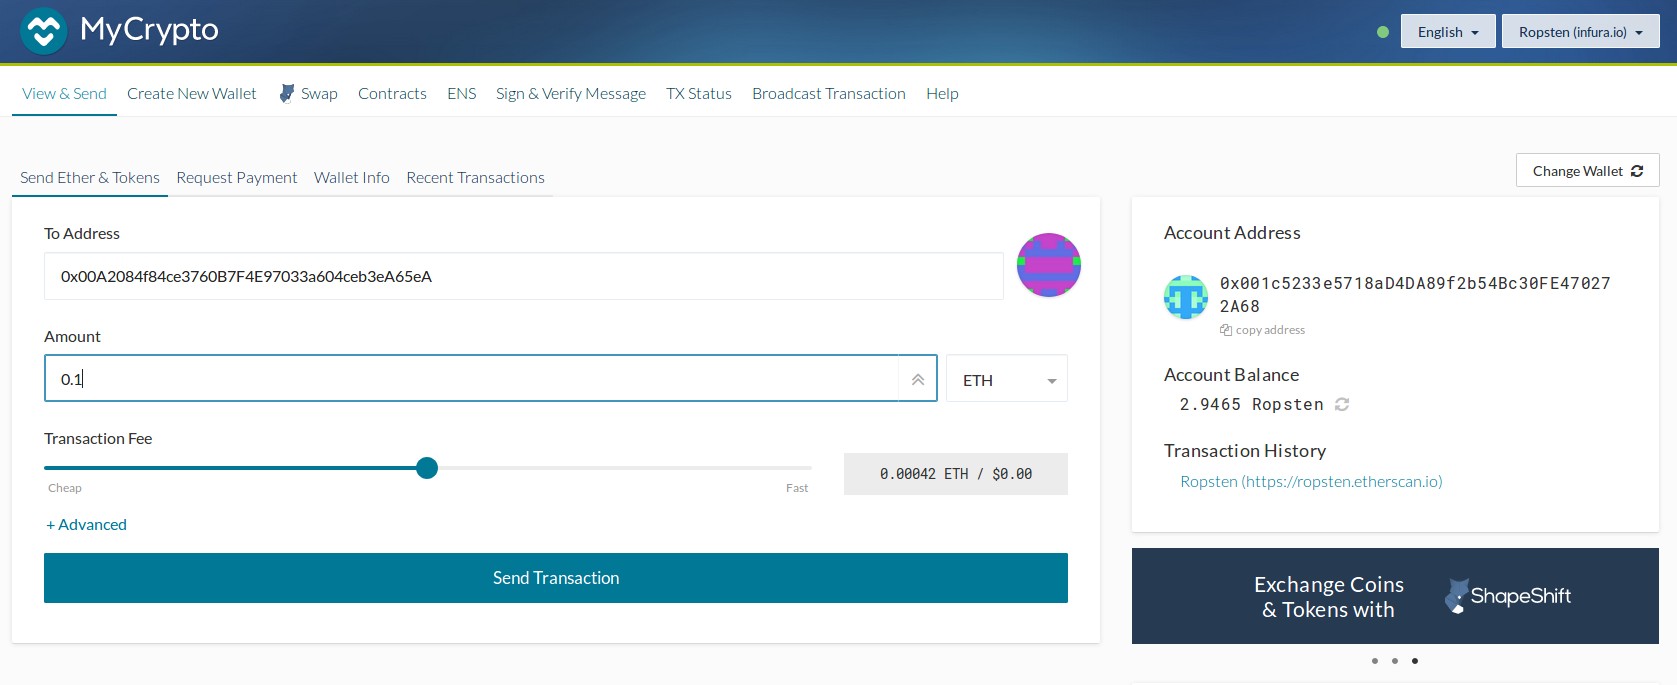 MyCrypto
English
Ropsten (infura.io)
View & Send
Create New Wallet
Swap
Contracts
ENS
Sign & Verify Message
TX Status
Broadcast Transaction
Help
Send Ether & Tokens
Request Payment
Wallet Info
Recent Transactions
Change Wallet
To Address
0x00A2084f84ce3760B7F4E97033a604ceb3eA65eA
Amount
0.1
ETH
Transaction Fee
Cheap
Fast
0.00042 ETH / $0.00
+ Advanced
Send Transaction
Account Address
0x001c5233e5718aD4DA89f2b54Bc30FE47027
2A68
copy address
Account Balance
2.9465 Ropsten
Transaction History
Ropsten (https://ropsten.etherscan.io)
Exchange Coins
& Tokens with
ShapeShift